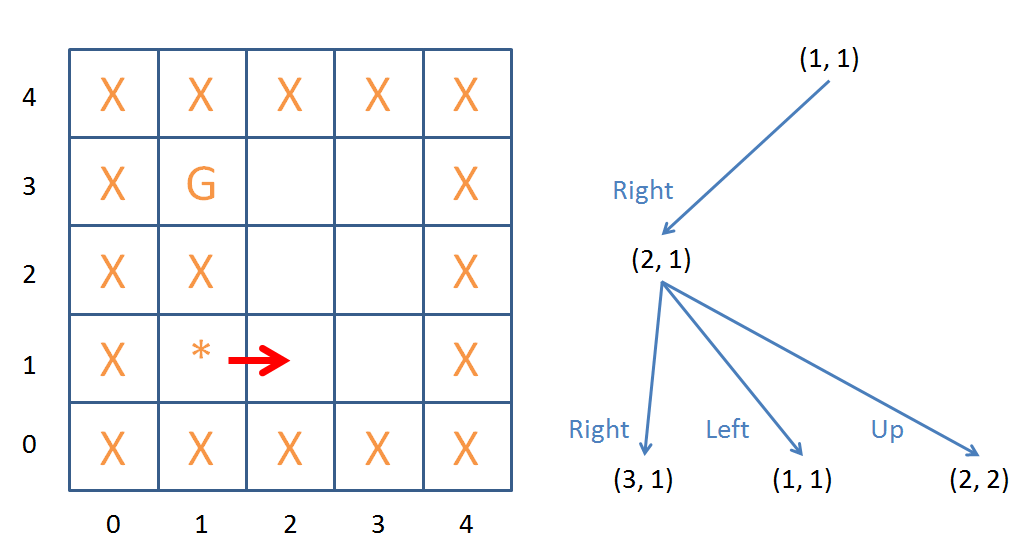 4 X X X X X
3 X G X
2 X X X
1 X * X
0 X X X X X
0 1 2 3 4
(1, 1)
Right
(2, 1)
Right Left Up
(3, 1) (1, 1) (2, 2)